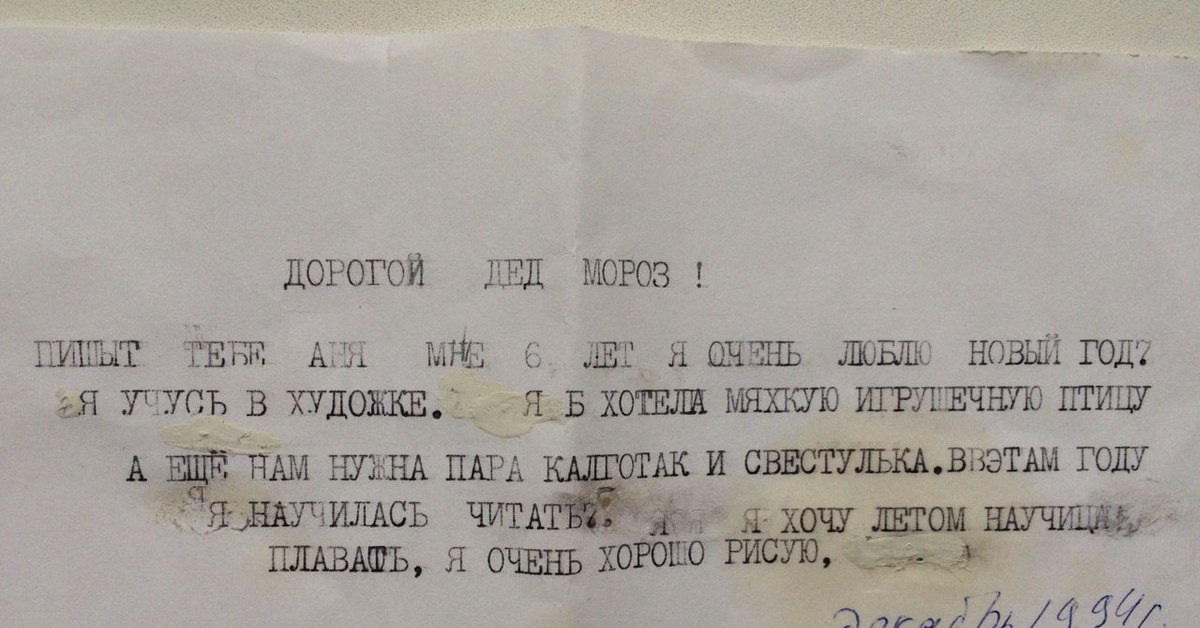 ДОРОГОЙ ДЕД МОРОЗ !
ПИШЫТ ТЕБЕ АНЯ МНЕ 6 ЛЕТ Я ОЧЕНЬ ЛЮБЛЮ НОВЫЙ ГОД?
Я УЧУСЬ В ХУДОЖКЕ. Я Б ХОТЕЛА МЯХКУЮ ИГРУШЕЧНУЮ ПТИЦУ
А ЕЩЁ НАМ НУЖНА ПАРА КАЛГОТАК И СВЕСТУЛЬКА.ВВЭТАМ ГОДУ
Я НАУЧИЛАСЬ ЧИТАТЬ?. Я Я Я ХОЧУ ЛЕТОМ НАУЧИЦА
ПЛАВАТЬ, Я ОЧЕНЬ ХОРОШО РИСУЮ,
декабрь 1994г.